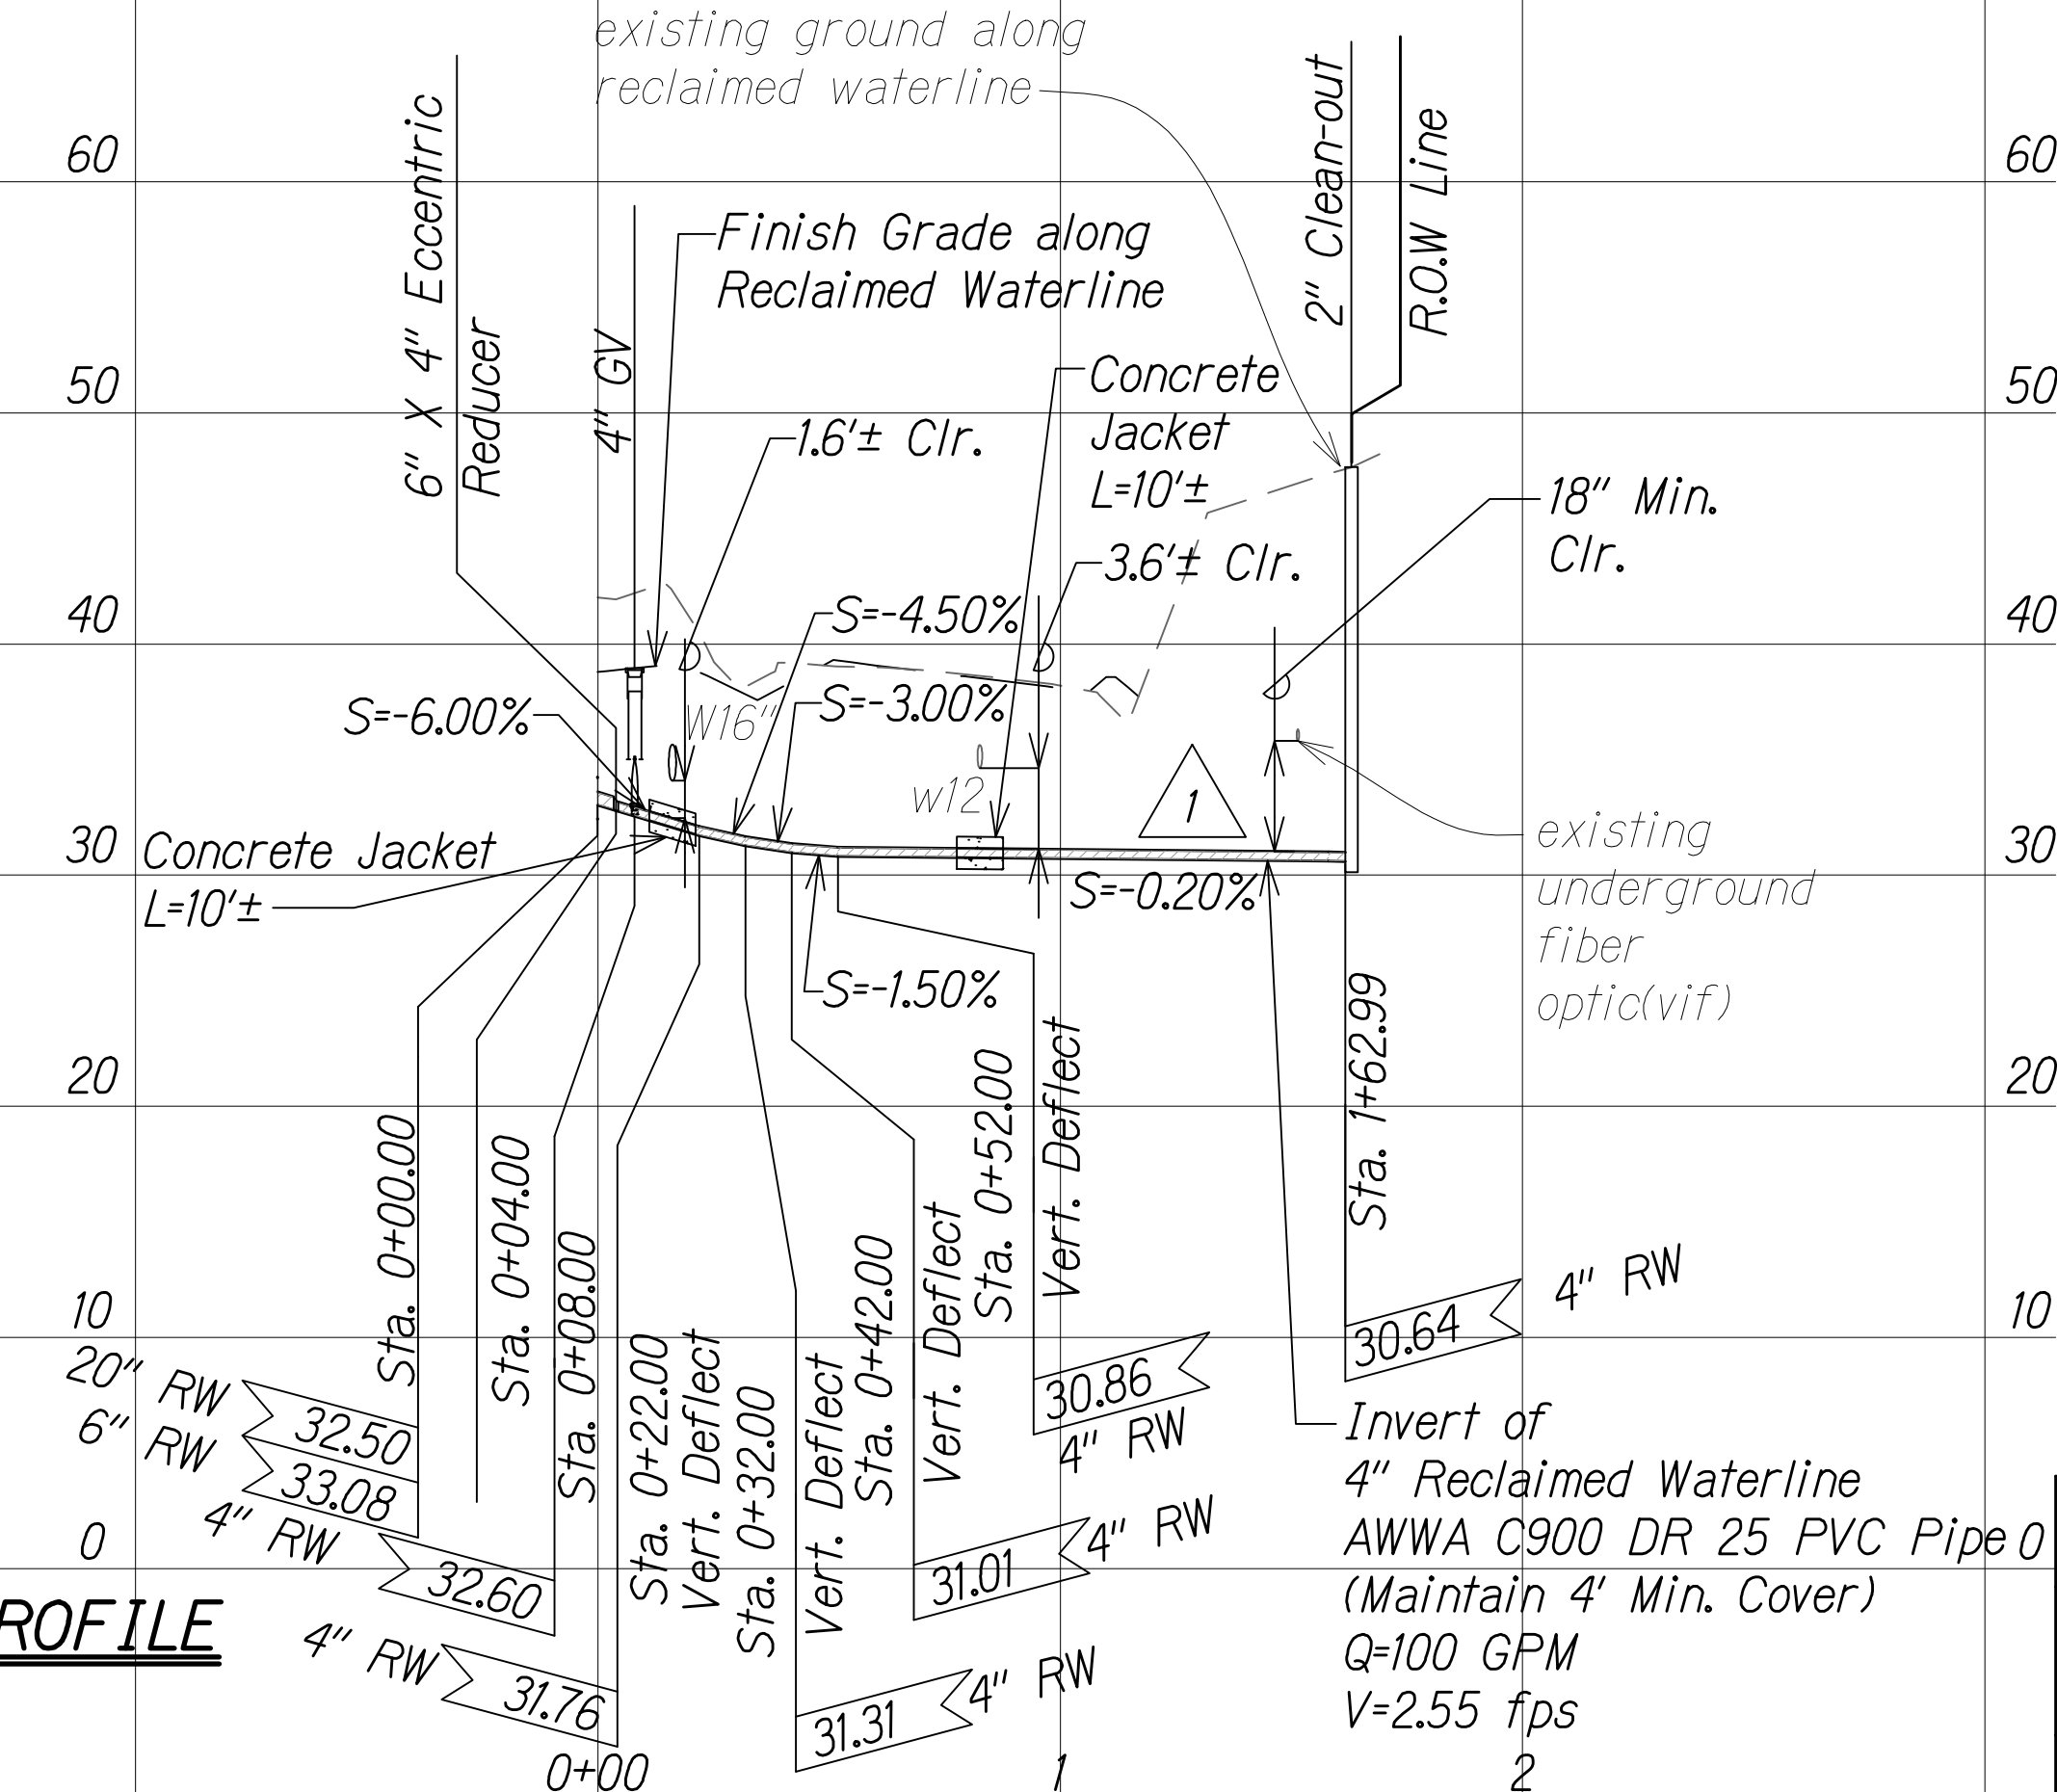 existing ground along
reclaimed waterline
60
60
6" X 4" Eccentric
Reducer
4" GV
Finish Grade along
Reclaimed Waterline
2" Clean-out
R.O.W Line
50
50
1.6'± Clr.
Concrete
Jacket
L=10'±
18" Min.
Clr.
3.6'± Clr.
40
40
S=-4.50%
S=-6.00%
W16"
S=-3.00%
w12
1
30
30
Concrete Jacket
L=10'±
S=-0.20%
existing
underground
fiber
optic(vif)
S=-1.50%
20
20
Sta. 0+00.00
Sta. 0+04.00
Sta. 0+08.00
Sta. 0+22.00
Vert. Deflect
Sta. 0+32.00
Vert. Deflect
Sta. 0+42.00
Vert. Deflect
Sta. 0+52.00
Vert. Deflect
Sta. 1+62.99
10
10
20" RW
32.50
6" RW
33.08
4" RW
32.60
4" RW
31.76
31.31
4" RW
31.01
4" RW
30.86
4" RW
30.64
4" RW
Invert of
4" Reclaimed Waterline
AWWA C900 DR 25 PVC Pipe
(Maintain 4' Min. Cover)
Q=100 GPM
V=2.55 fps
0
0
ROFILE
0+00
1
2